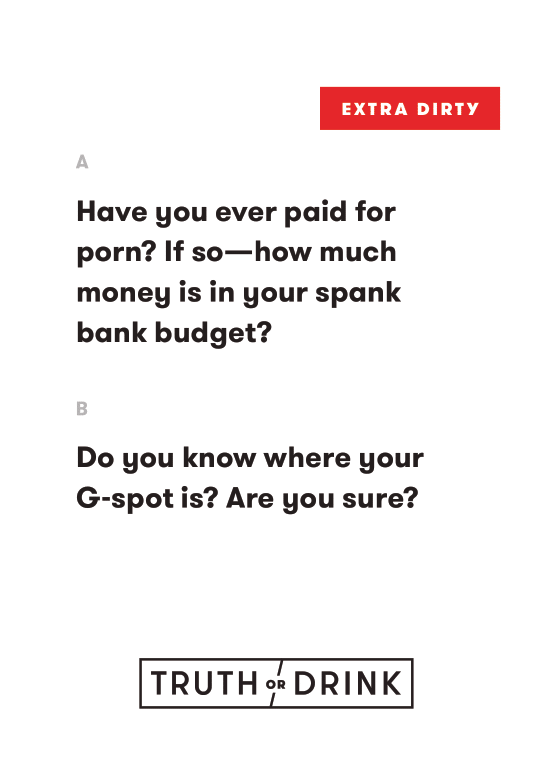 EXTRA DIRTY
A
Have you ever paid for
porn? If so—how much
money is in your spank
bank budget?
B
Do you know where your
G-spot is? Are you sure?
TRUTH OR DRINK